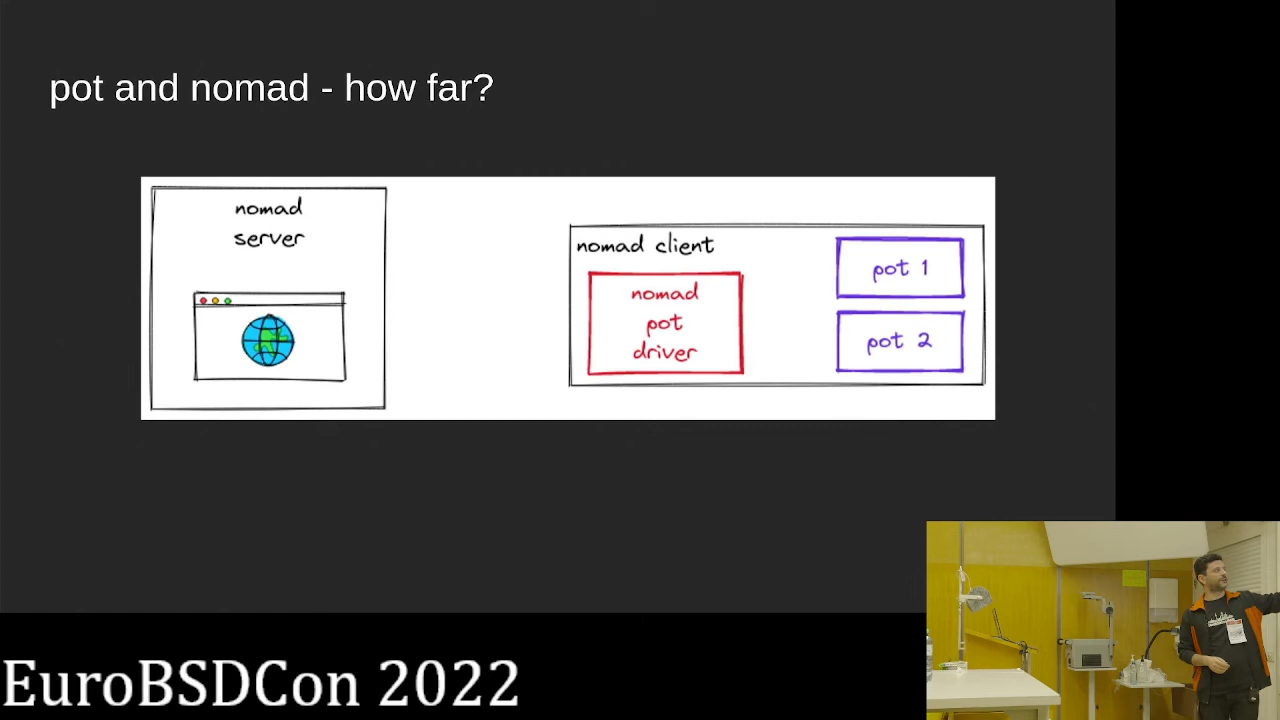 pot and nomad - how far?
nomad
server
nomad client
nomad
pot
driver
pot 1
pot 2
EuroBSDCon 2022